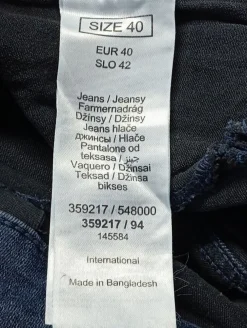 SIZE 40
EUR 40
SLO 42
Jeans / Jeansy
Farmernadrág
Džínsy / Džínsy
Jeans hlače
джинсы / Hlače
Pantalone od
teksasa / جينز
Vaquero / Džinsai
Teksad / Džinsa
bikses
359217 / 548000
359217 / 94
145584
International
Made in Bangladesh